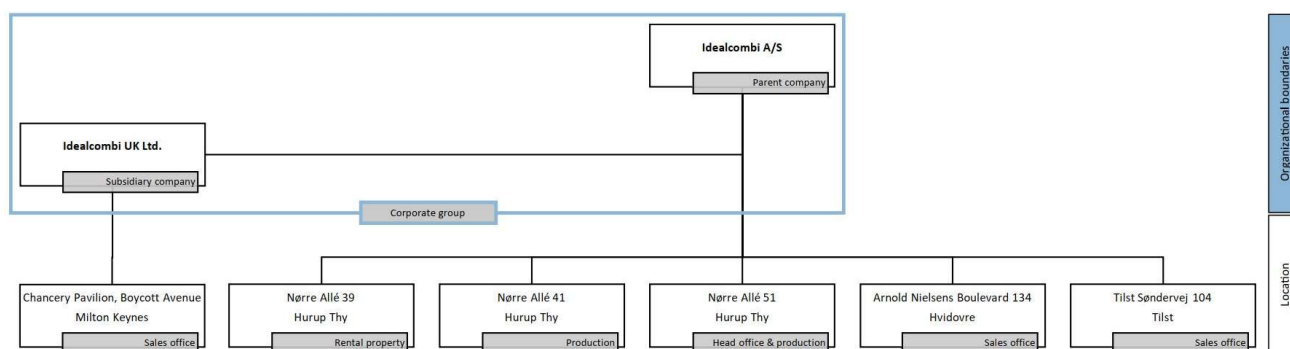 Idealcombi A/S
Parent company
Idealcombi UK Ltd.
Subsidiary company
Corporate group
Organizational boundaries
Chancery Pavilion, Boycott Avenue
Milton Keynes
Sales office
Nørre Allé 39
Hurup Thy
Rental property
Nørre Allé 41
Hurup Thy
Production
Nørre Allé 51
Hurup Thy
Head office & production
Arnold Nielsens Boulevard 134
Hvidovre
Sales office
Tilst Søndervej 104
Tilst
Sales office
Location